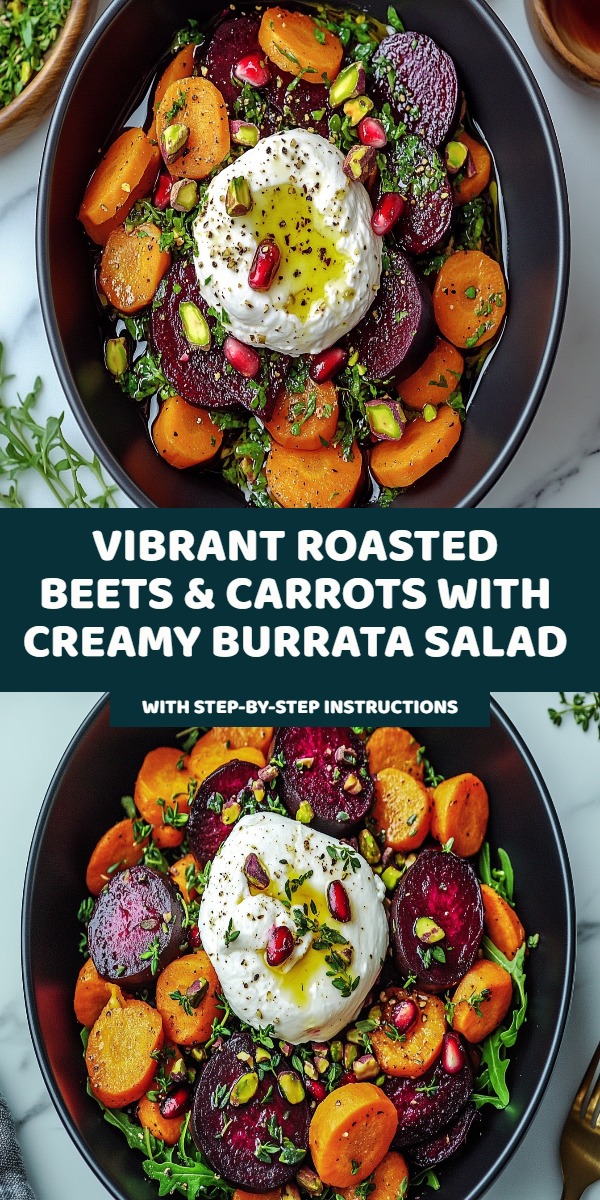 VIBRANT ROASTED
BEETS & CARROTS WITH
CREAMY BURRATA SALAD
WITH STEP-BY-STEP INSTRUCTIONS